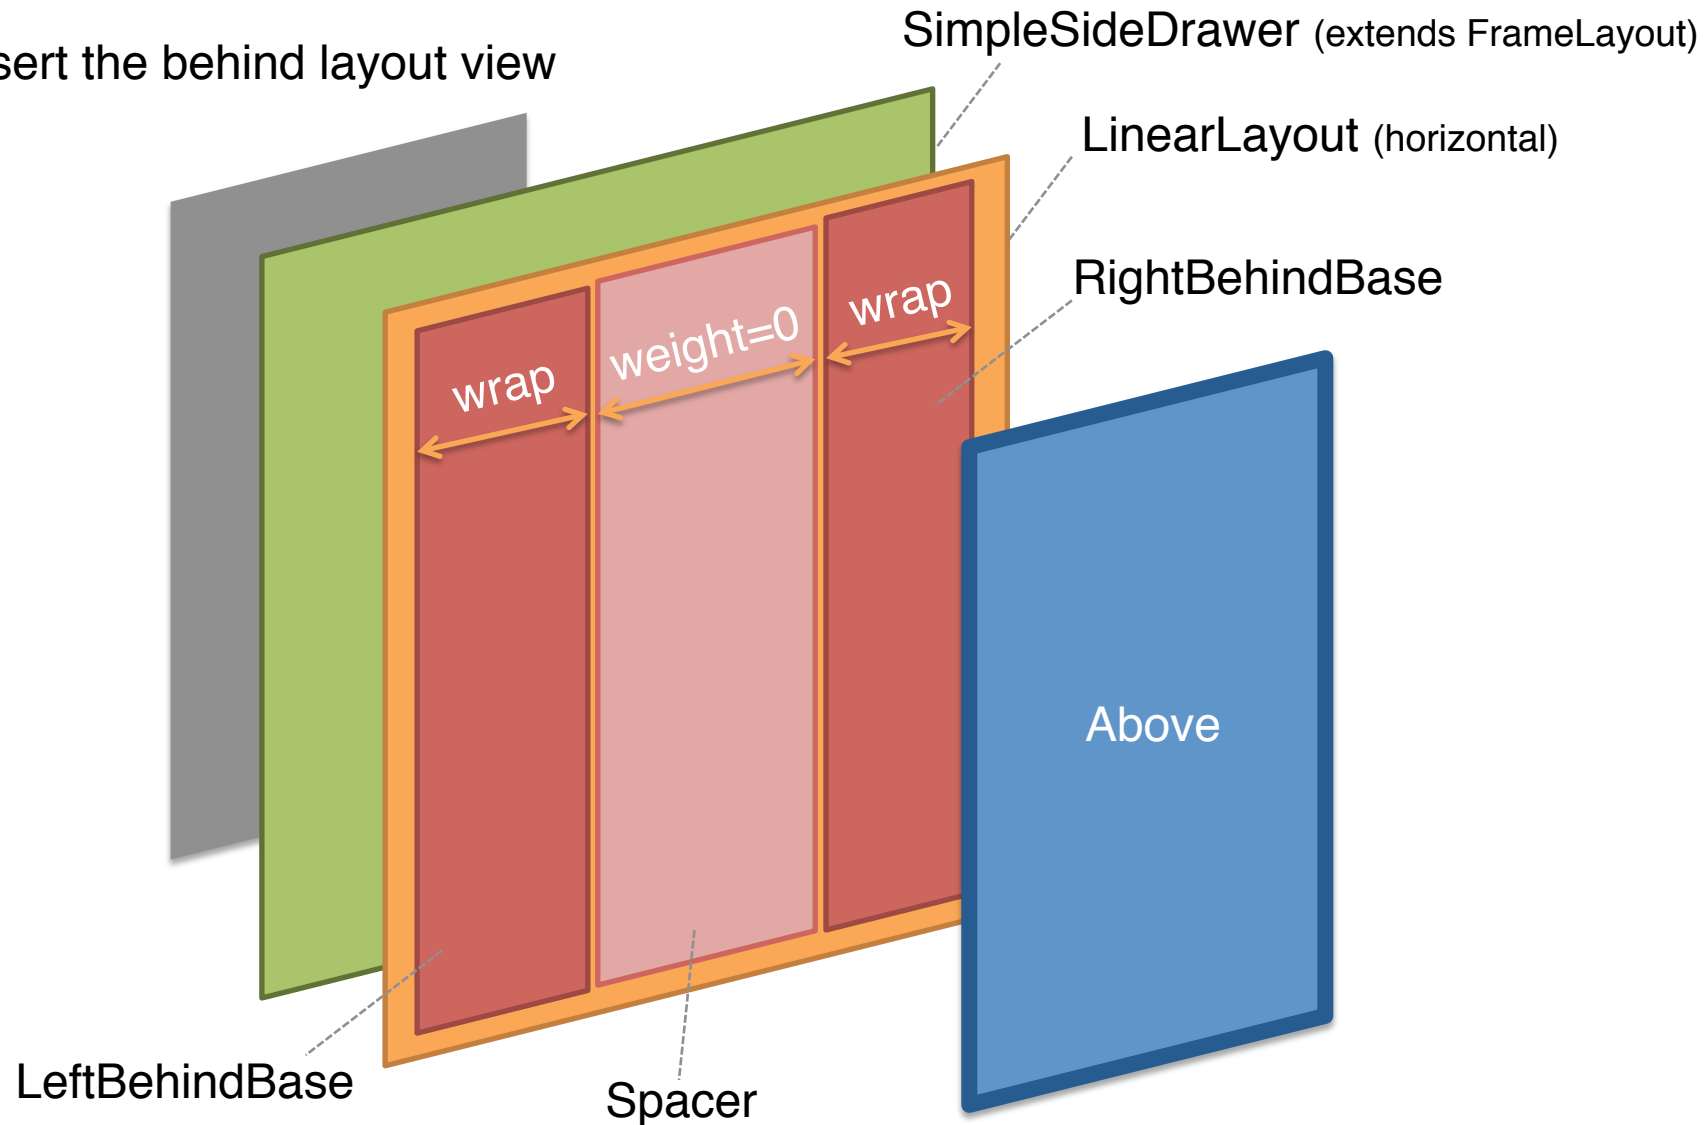 sert the behind layout view
SimpleSideDrawer (extends FrameLayout)
LinearLayout (horizontal)
RightBehindBase
wrap
weight=0
wrap
Above
LeftBehindBase
Spacer